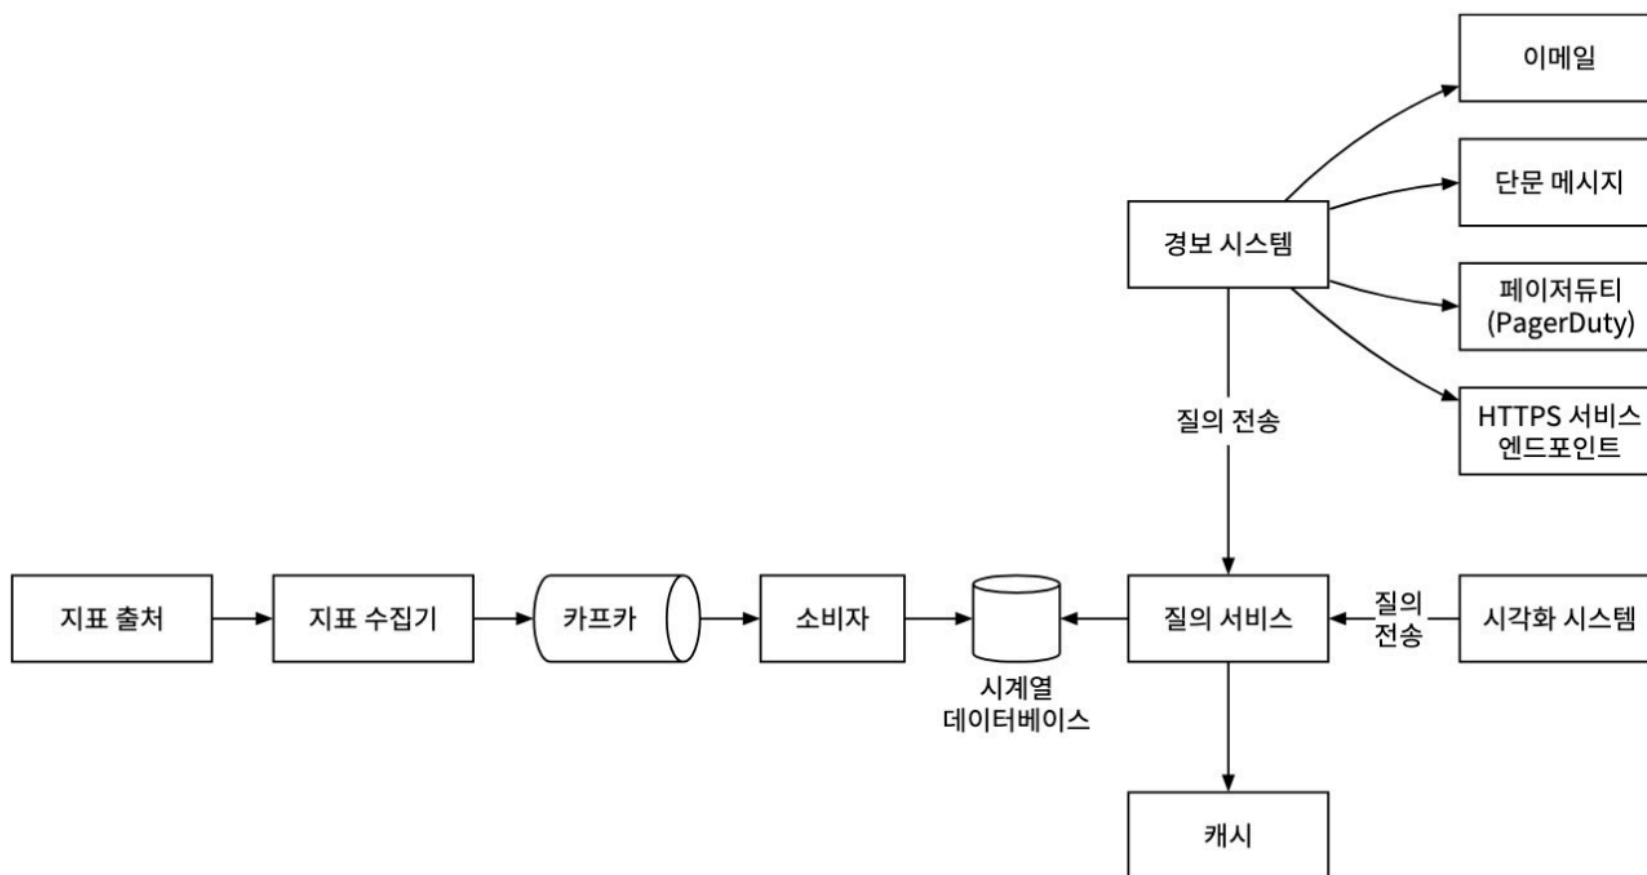 이메일
단문 메시지
경보 시스템
페이저듀티
(PagerDuty)
HTTPS 서비스
엔드포인트
질의 전송
지표 출처
지표 수집기
카프카
소비자
시계열
데이터베이스
질의 서비스
질의
전송
시각화 시스템
캐시